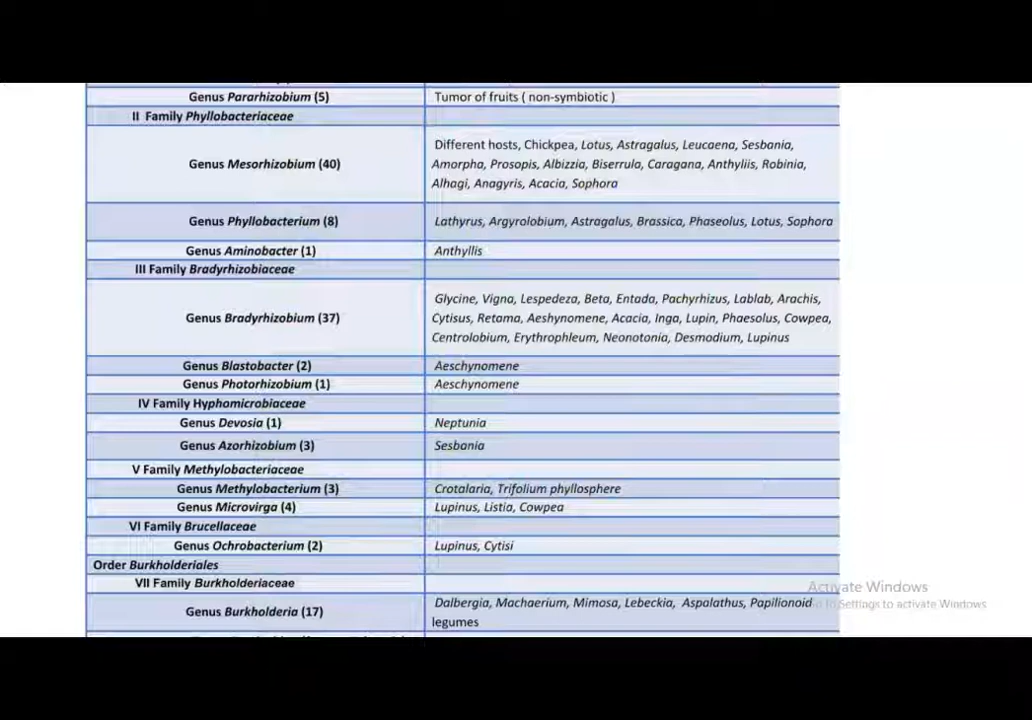 Genus Pararhizobium (5) Tumor of fruits ( non-symbiotic )
II Family Phyllobacteriaceae
Genus Mesorhizobium (40) Different hosts, Chickpea, Lotus, Astragalus, Leucaena, Sesbania,
Amorpha, Prosopis, Albizzia, Biserrula, Caragana, Anthyliis, Robinia,
Alhagi, Anagyris, Acacia, Sophora
Genus Phyllobacterium (8) Lathyrus, Argyrolobium, Astragalus, Brassica, Phaseolus, Lotus, Sophora
Genus Aminobacter (1) Anthyllis
III Family Bradyrhizobiaceae
Genus Bradyrhizobium (37) Glycine, Vigna, Lespedeza, Beta, Entada, Pachyrhizus, Lablab, Arachis,
Cytisus, Retama, Aeshynomene, Acacia, Inga, Lupin, Phaesolus, Cowpea,
Centrolobium, Erythrophleum, Neonotonia, Desmodium, Lupinus
Genus Blastobacter (2) Aeschynomene
Genus Photorhizobium (1) Aeschynomene
IV Family Hyphomicrobiaceae
Genus Devosia (1) Neptunia
Genus Azorhizobium (3) Sesbania
V Family Methylobacteriaceae
Genus Methylobacterium (3) Crotalaria, Trifolium phyllosphere
Genus Microvirga (4) Lupinus, Listia, Cowpea
VI Family Brucellaceae
Genus Ochrobacterium (2) Lupinus, Cytisi
Order Burkholderiales
VII Family Burkholderiaceae
Genus Burkholderia (17) Dalbergia, Machaerium, Mimosa, Lebeckia, Aspalathus, Papilionoid
legumes
Activate Windows
to Settings to activate Windows